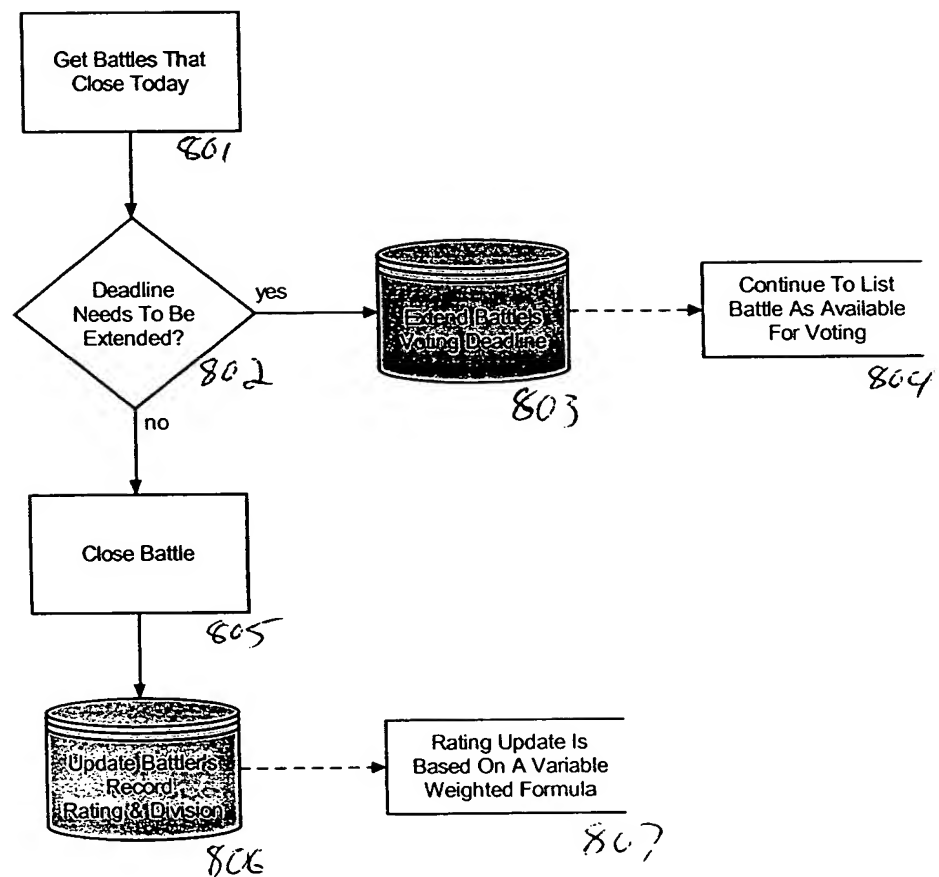 Get Battles That
Close Today
801
Deadline
Needs To Be
Extended?
802
yes
Extend Battle's
Voting Deadline
803
Continue To List
Battle As Available
For Voting
804
no
Close Battle
805
Update Battler's
Record,
Rating & Division
806
Rating Update Is
Based On A Variable
Weighted Formula
807